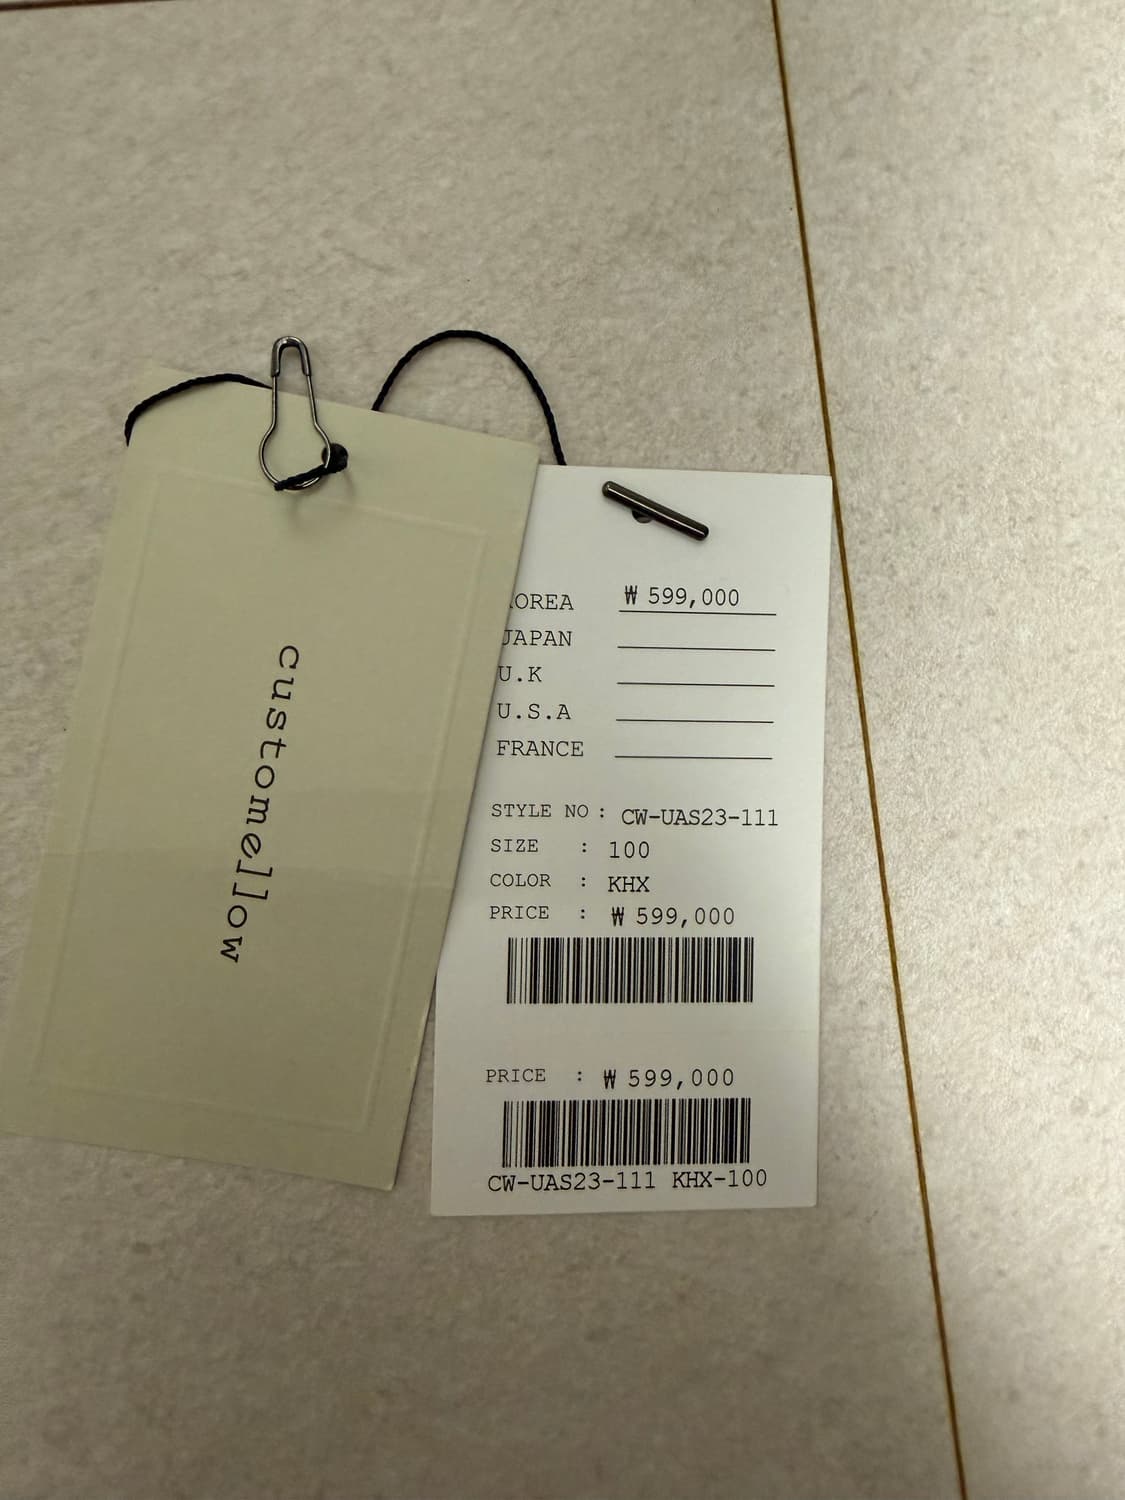 customellow
KOREA ₩ 599,000
JAPAN
U.K
U.S.A
FRANCE
STYLE NO : CW-UAS23-111
SIZE : 100
COLOR : KHX
PRICE : ₩ 599,000
PRICE : ₩ 599,000
CW-UAS23-111 KHX-100